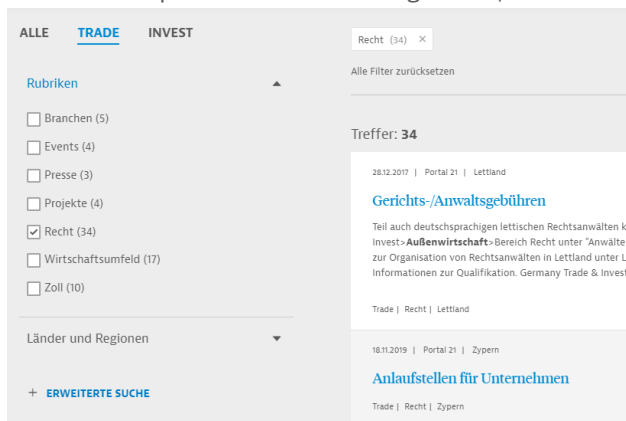 ALLE TRADE INVEST
Rubriken
Branchen (5)
Events (4)
Presse (3)
Projekte (4)
Recht (34)
Wirtschaftsumfeld (17)
Zoll (10)
Länder und Regionen
+ ERWEITERTE SUCHE
Recht (34) ×
Alle Filter zurücksetzen
Treffer: 34
28.12.2017 | Portal 21 | Lettland
Gerichts-/Anwaltsgebühren
Teil auch deutschsprachigen lettischen Rechtsanwälten k
Invest>Außenwirtschaft>Bereich Recht unter "Anwälte
zur Organisation von Rechtsanwälten in Lettland unter L
Informationen zur Qualifikation. Germany Trade & Invest
Trade | Recht | Lettland
18.11.2019 | Portal 21 | Zypern
Anlaufstellen für Unternehmen
Trade | Recht | Zypern